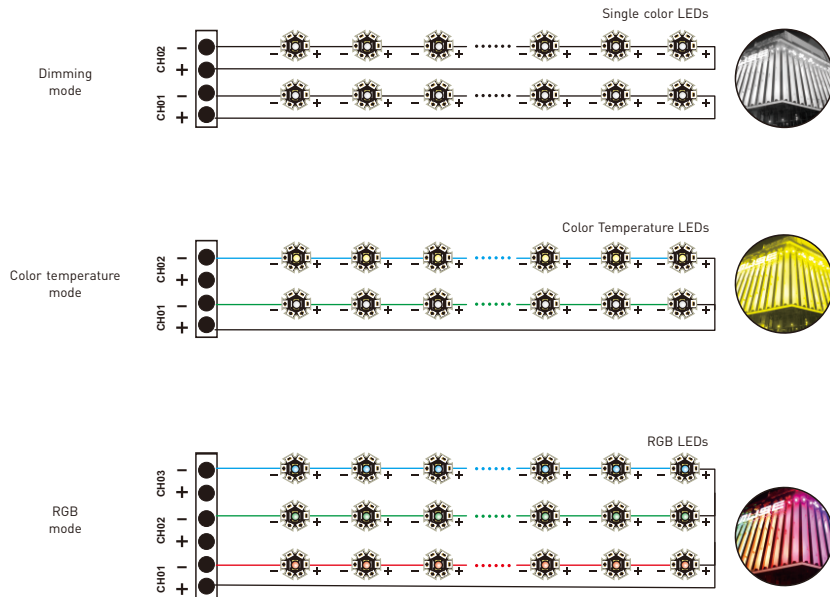 Single color LEDs
Dimming
mode
CH02
− +
CH01
− +
Color Temperature LEDs
Color temperature
mode
CH02
− +
CH01
− +
RGB LEDs
RGB
mode
CH03
− +
CH02
− +
CH01
− +